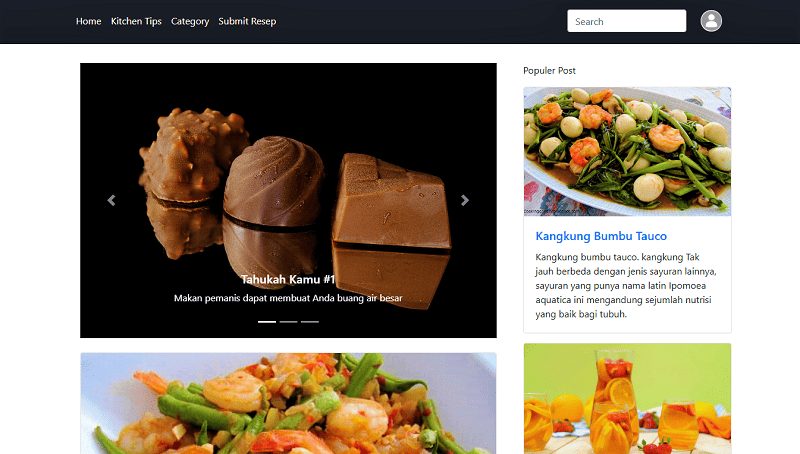 Home Kitchen Tips Category Submit Resep Search
Tahukah Kamu #1
Makan pemanis dapat membuat Anda buang air besar
Populer Post
Kangkung Bumbu Tauco
Kangkung bumbu tauco. kangkung Tak
jauh berbeda dengan jenis sayuran lainnya,
sayuran yang punya nama latin Ipomoea
aquatica ini mengandung sejumlah nutrisi
yang baik bagi tubuh.